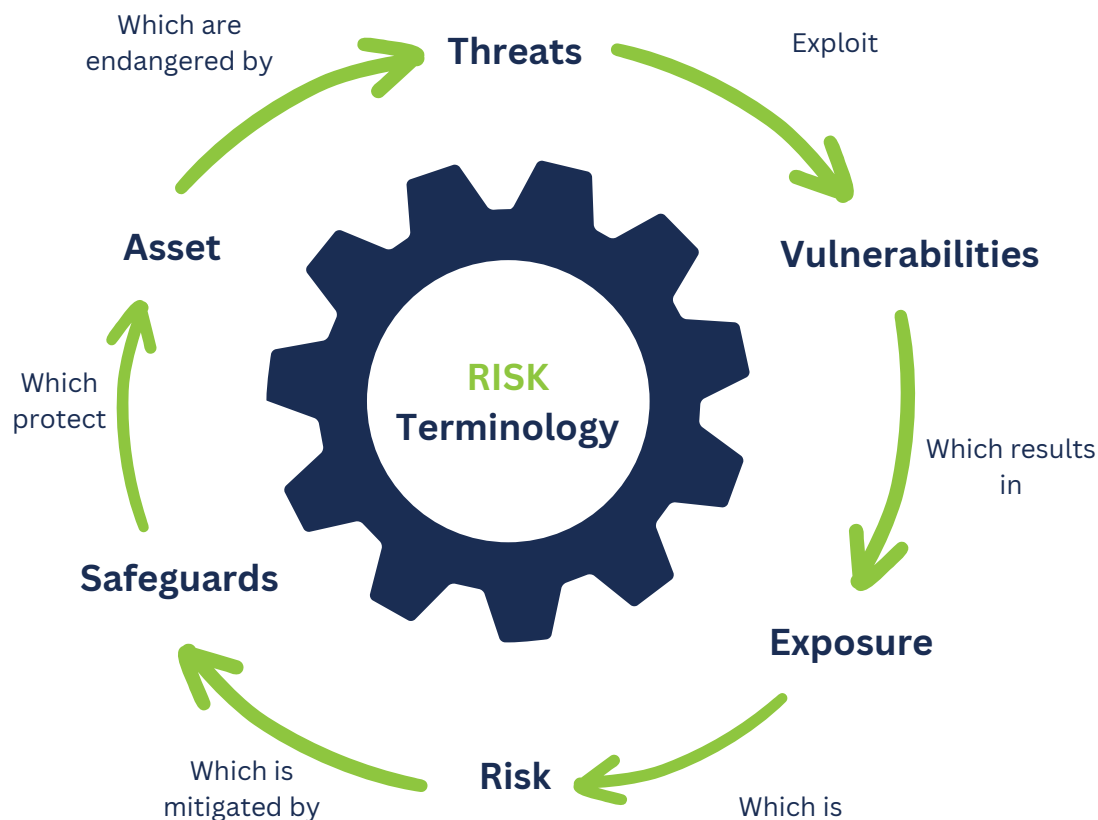 Which are
endangered by
Threats
Exploit
Asset
Vulnerabilities
RISK
Terminology
Which
protect
Which results
in
Safeguards
Exposure
Risk
Which is
mitigated by
Which is